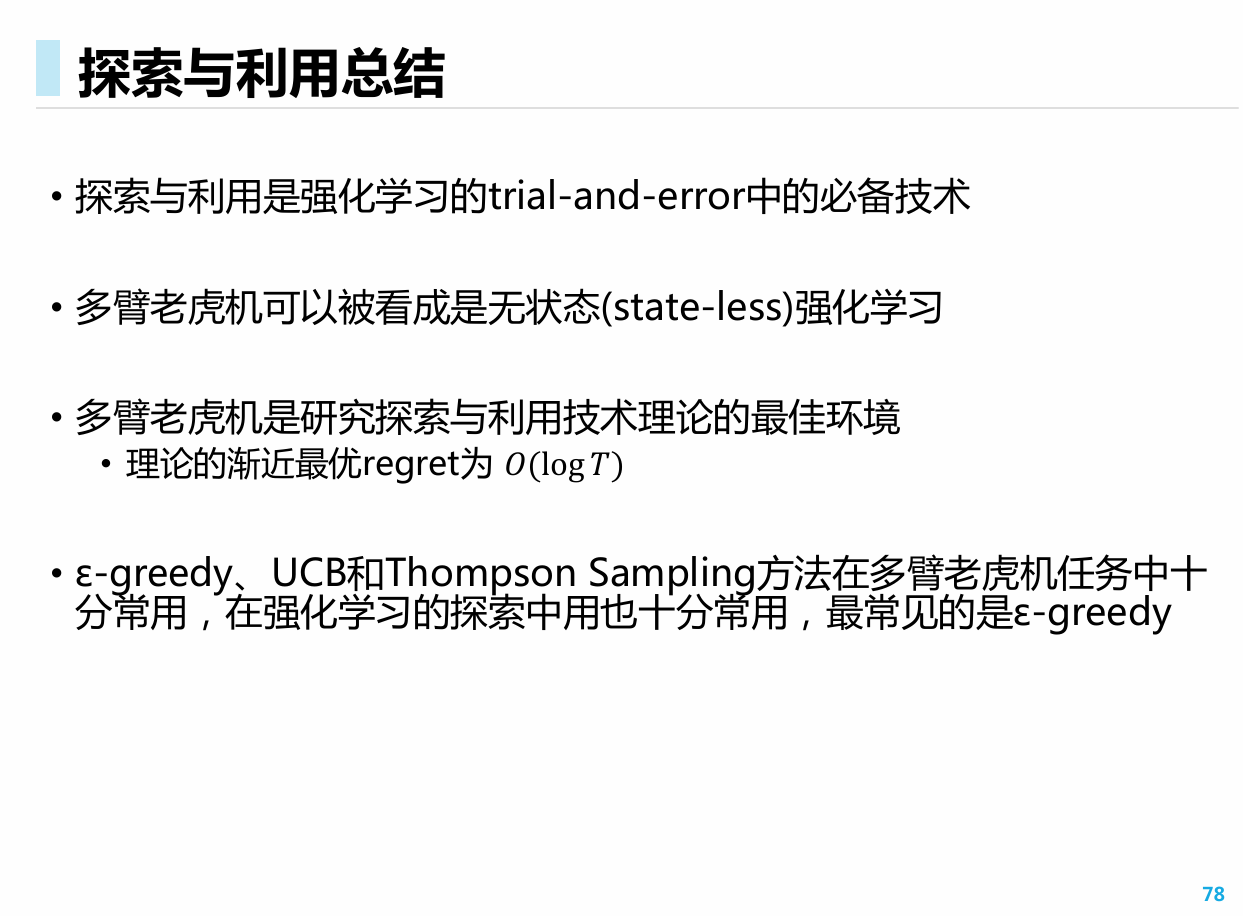 探索与利用总结
• 探索与利用是强化学习的trial-and-error中的必备技术
• 多臂老虎机可以被看成是无状态(state-less)强化学习
• 多臂老虎机是研究探索与利用技术理论的最佳环境
• 理论的渐近最优regret为 O(log T)
• ε-greedy、UCB和Thompson Sampling方法在多臂老虎机任务中十
分常用，在强化学习的探索中用也十分常用，最常见的是ε-greedy
78